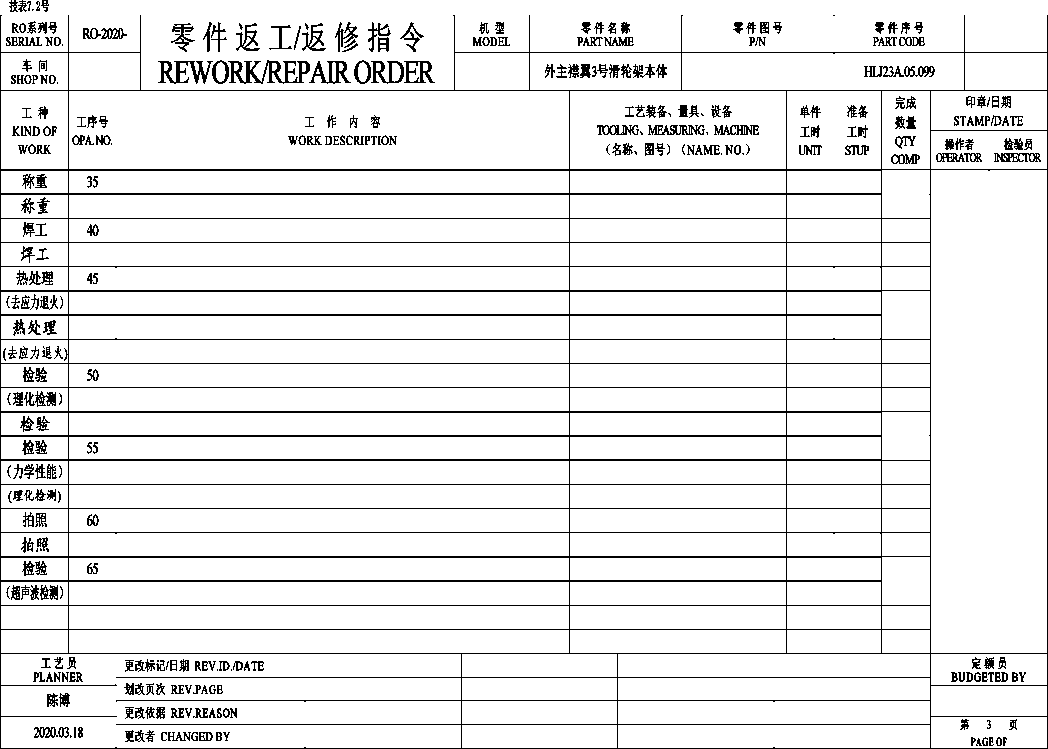 技表7.2号
RO系列号
SERIAL NO.
RO-2020-
零件返工/返修指令
REWORK/REPAIR ORDER
机 型
MODEL
零 件 名 称
PART NAME
零 件 图 号
P/N
零 件 序 号
PART CODE
车 间
SHOP NO.
外主襟翼3号滑轮架本体
HLJ23A.05.099
工 种
KIND OF
WORK
工序号
OPA.NO.
工 作 内 容
WORK DESCRIPTION
工艺装备、量具、设备
TOOLING、MEASURING、MACHINE
（名称、图号）（NAME. NO.）
单件
工时
UNIT
准备
工时
STUP
完成
数量
QTY
COMP
印章/日期
STAMP/DATE
操作者
OPERATOR
检验员
INSPECTOR
称重 35
称重
焊工 40
焊工
热处理 45
（去应力退火）
热处理
（去应力退火）
检验 50
（理化检测）
检验
检验 55
（力学性能）
（理化检测）
拍照 60
拍照
检验 65
（超声波检测）
工 艺 员
PLANNER
陈博
2020.03.18
更改标记/日期 REV.ID./DATE
划改页次 REV.PAGE
更改依据 REV.REASON
更改者 CHANGED BY
定 额 员
BUDGETED BY
第 3 页
PAGE OF